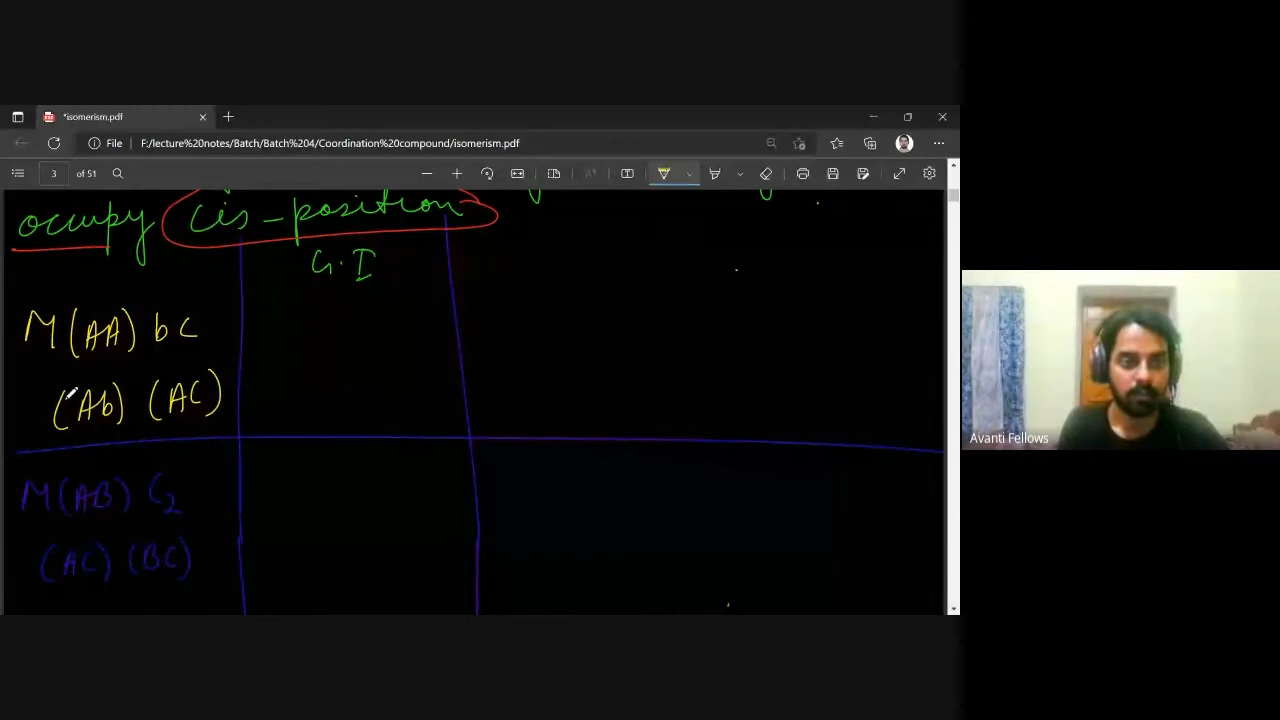 *isomerism.pdf
File F:/lecture%20notes/Batch/Batch%204/Coordination%20compound/isomerism.pdf
3 of 51
occupy cis-position
G.I
M(AA) bc
(Ab) (AC)
Avanti Fellows
M(AB) C2
(AC) (BC)